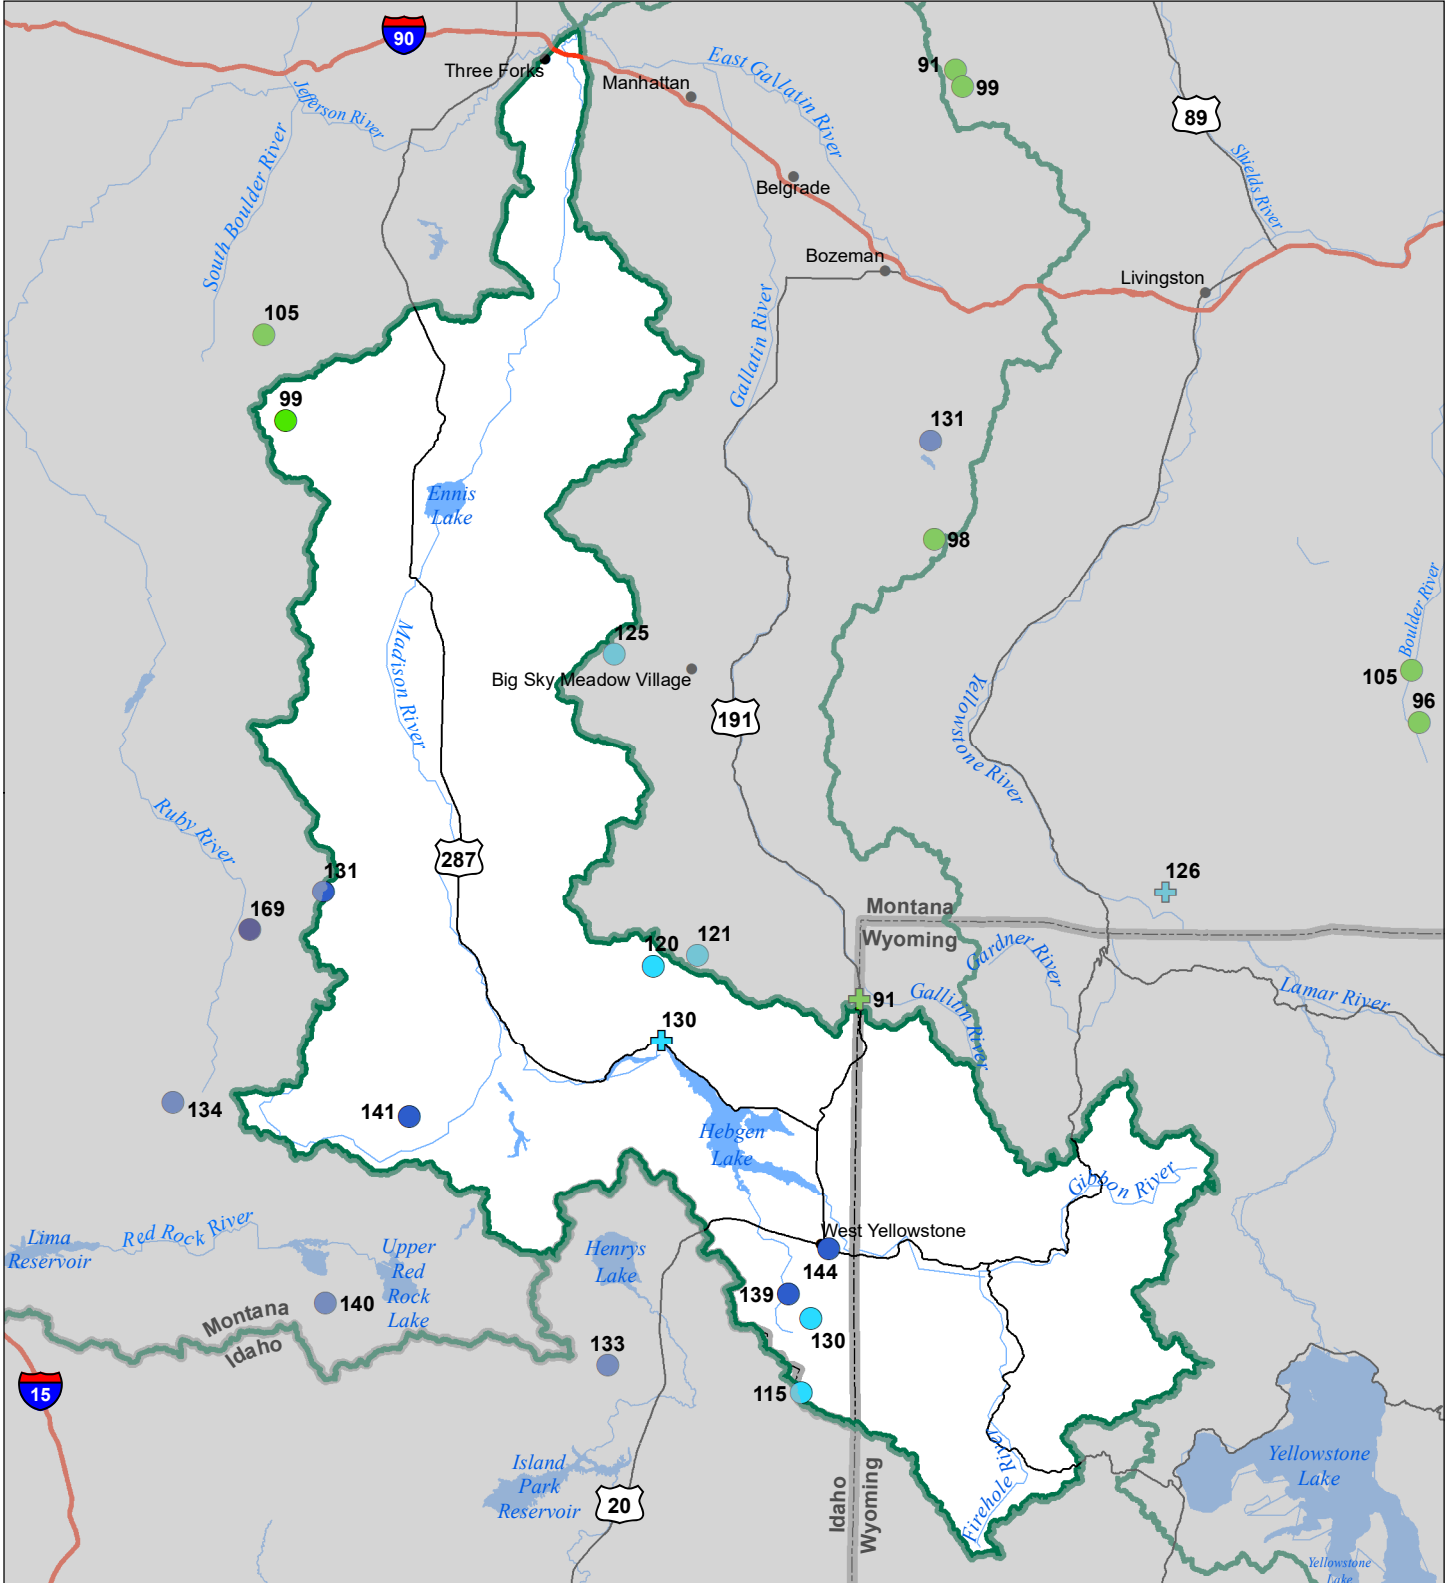 90
Three Forks
Manhattan
East Gallatin River
91
99
89
Jefferson River
South Boulder River
Shields River
Belgrade
Bozeman
Livingston
105
Gallatin River
99
131
Ennis
Lake
98
125
Big Sky Meadow Village
Madison River
Boulder River
105
96
191
Yellowstone River
Ruby River
287
131
126
169
Montana
Wyoming
120
121
Gardner River
Gallitin River
Lamar River
91
130
134
141
Hebgen
Lake
Gibbon River
Lima
Reservoir
Red Rock River
Upper
Red
Rock
Lake
Henrys
Lake
West Yellowstone
144
139
140
Montana
Idaho
130
133
115
15
Island
Park
Reservoir
20
Idaho
Wyoming
Firehole River
Yellowstone
Lake
Yellowstone
Lake